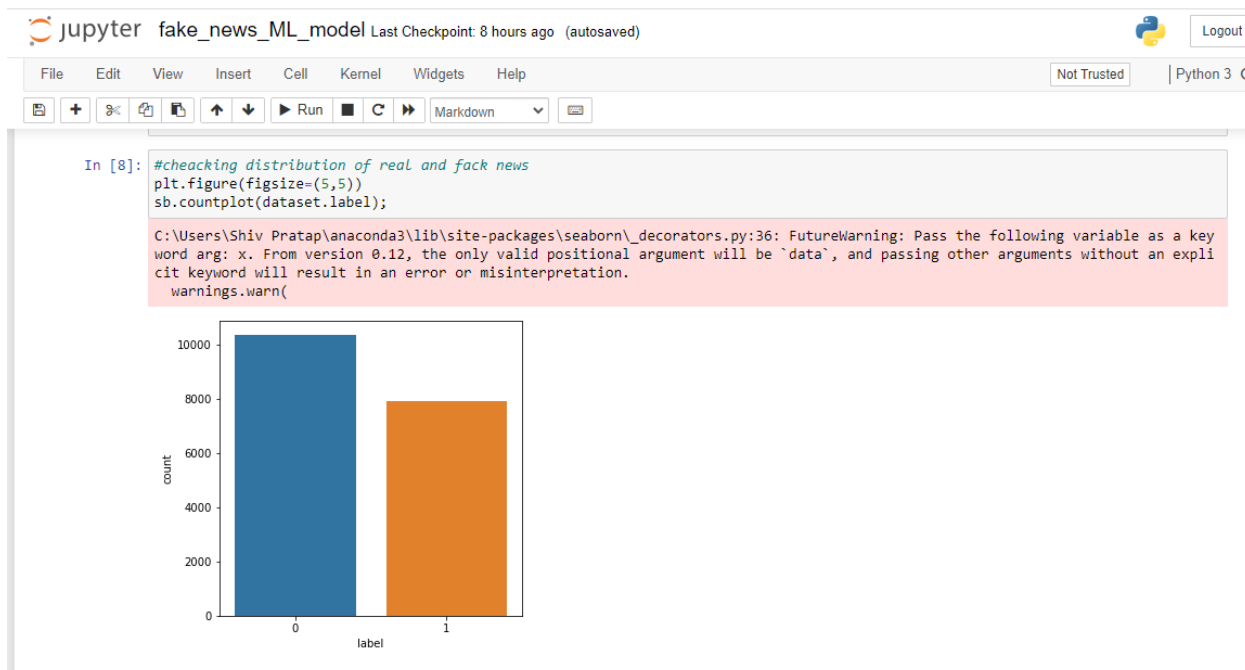 jupyter fake_news_ML_model Last Checkpoint: 8 hours ago (autosaved)
Logout
File Edit View Insert Cell Kernel Widgets Help
Not Trusted
Python 3
Run
Markdown
In [8]:
#cheacking distribution of real and fack news
plt.figure(figsize=(5,5))
sb.countplot(dataset.label);
C:\Users\Shiv Pratap\anaconda3\lib\site-packages\seaborn\_decorators.py:36: FutureWarning: Pass the following variable as a key
word arg: x. From version 0.12, the only valid positional argument will be `data`, and passing other arguments without an expli
cit keyword will result in an error or misinterpretation.
  warnings.warn(
10000
8000
6000
4000
2000
0
count
0 1
label